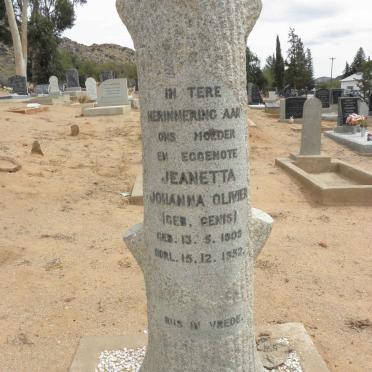 IN TERE
HERINNERING AAN
ONS MOEDER
EN EGGENOTE
JEANETTA
JOHANNA OLIVIER
(GEB. GENIS)
GEB. 13. 5. 1905
OORL. 15. 12. 1952.
RUS IN VREDE.